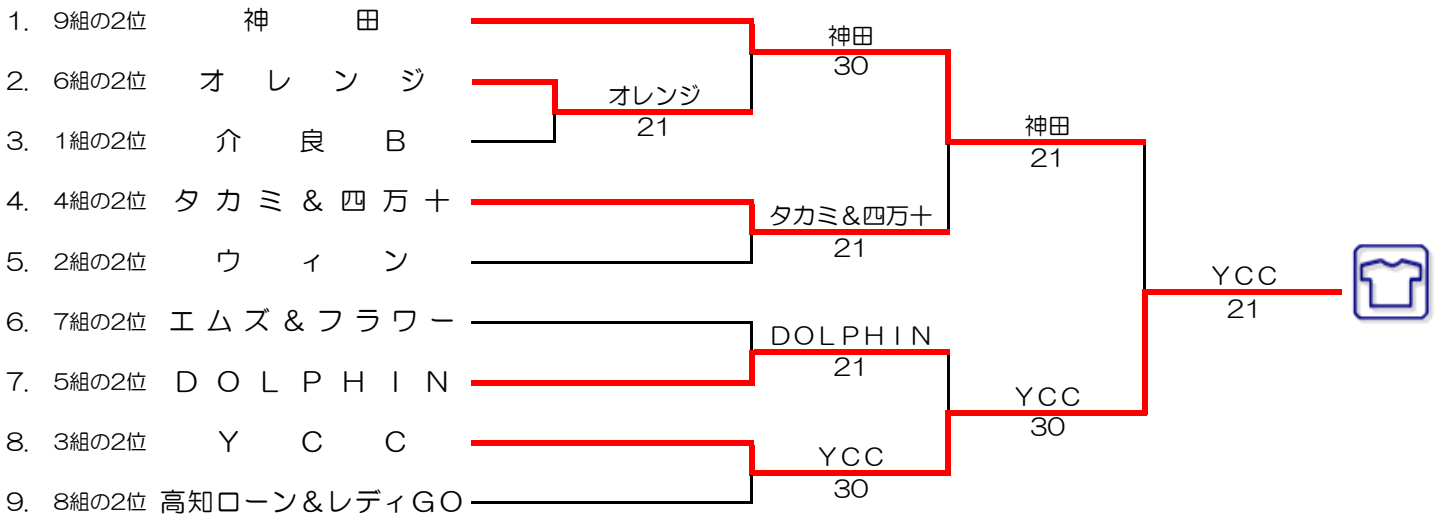 1. 9組の2位 神田
神田
30
2. 6組の2位 オレンジ
オレンジ
21
神田
21
3. 1組の2位 介良B
4. 4組の2位 タカミ&四万十
タカミ&四万十
21
5. 2組の2位 ウィン
YCC
21
6. 7組の2位 エムズ&フラワー
DOLPHIN
21
7. 5組の2位 DOLPHIN
YCC
30
8. 3組の2位 YCC
YCC
30
9. 8組の2位 高知ローン&レディGO